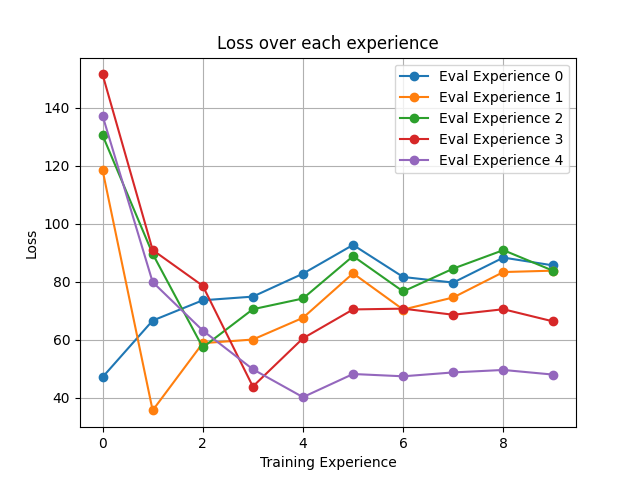 Loss over each experience
Eval Experience 0
Eval Experience 1
Eval Experience 2
Eval Experience 3
Eval Experience 4
140
120
100
80
60
40
Loss
0 2 4 6 8
Training Experience